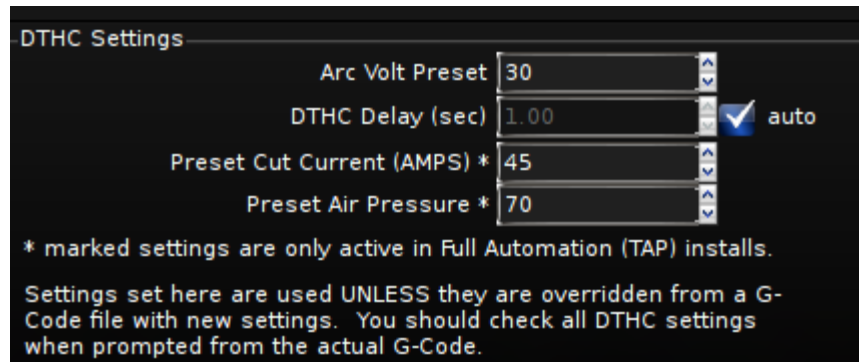 DTHC Settings
Arc Volt Preset 30
DTHC Delay (sec) 1.00 auto
Preset Cut Current (AMPS) * 45
Preset Air Pressure * 70
* marked settings are only active in Full Automation (TAP) installs.
Settings set here are used UNLESS they are overridden from a G-
Code file with new settings.  You should check all DTHC settings
when prompted from the actual G-Code.